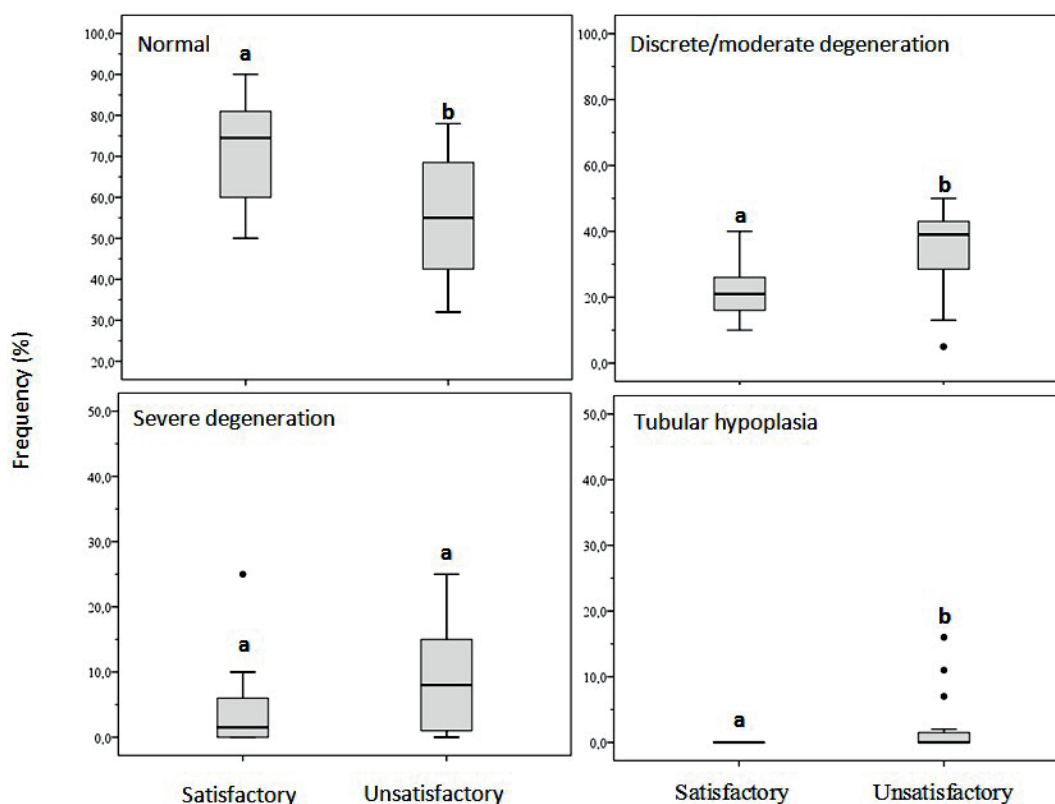 Normal
a
b
100,0
90,0
80,0
70,0
60,0
50,0
40,0
30,0
20,0
Discrete/moderate degeneration
a
b
100,0
80,0
60,0
40,0
20,0
0,0
Frequency (%)
Severe degeneration
a
a
50,0
40,0
30,0
20,0
10,0
0,0
Satisfactory Unsatisfactory
Tubular hypoplasia
a
b
50,0
40,0
30,0
20,0
10,0
0,0
Satisfactory Unsatisfactory